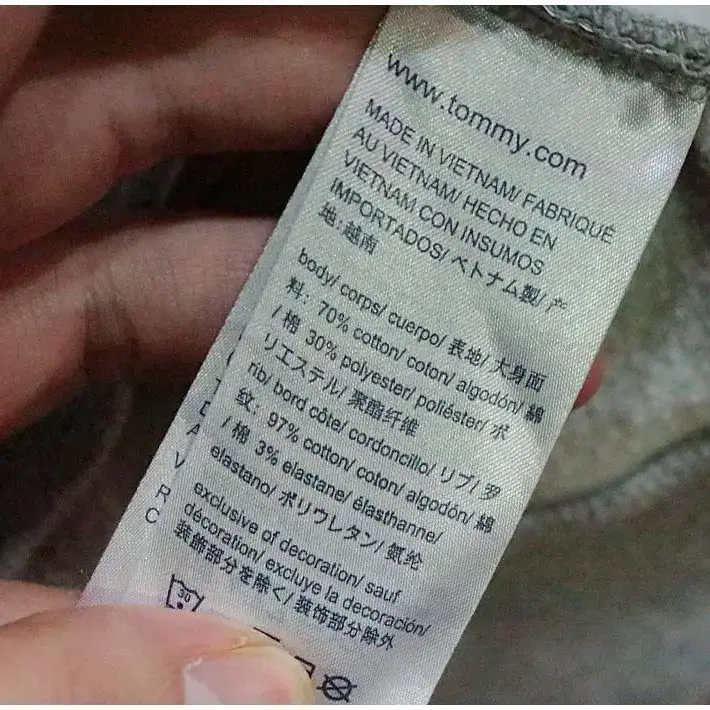 www.tommy.com
MADE IN VIETNAM/ FABRIQUÉ
AU VIETNAM/ HECHO EN
VIETNAM CON INSUMOS
IMPORTADOS/ ベトナム製/ 产
地: 越南
body/ corps/ cuerpo/ 表地/ 大身面
料: 70% cotton/ coton/ algodón/ 綿
/ 棉 30% polyester/ poliéster/ ポ
リエステル/ 聚酯纤维
rib/ bord côte/ cordoncillo/ リブ/ 罗
纹: 97% cotton/ coton/ algodón/ 綿
/ 棉 3% elastane/ élasthanne/
elastano/ ポリウレタン/ 氨纶
exclusive of decoration/ sauf
décoration/ excluye la decoración/
装飾部分を除く/ 装饰部分除外
30